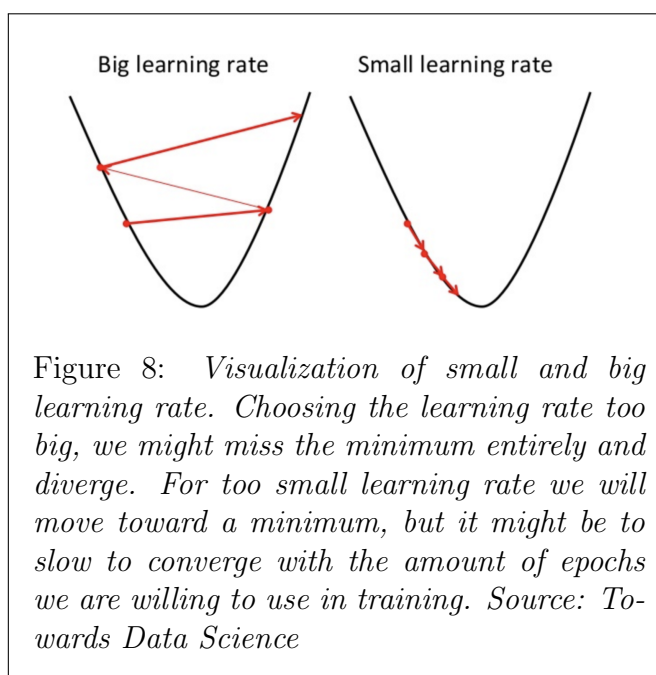 Big learning rate
Small learning rate
Figure 8: Visualization of small and big
learning rate. Choosing the learning rate too
big, we might miss the minimum entirely and
diverge. For too small learning rate we will
move toward a minimum, but it might be to
slow to converge with the amount of epochs
we are willing to use in training. Source: To-
wards Data Science